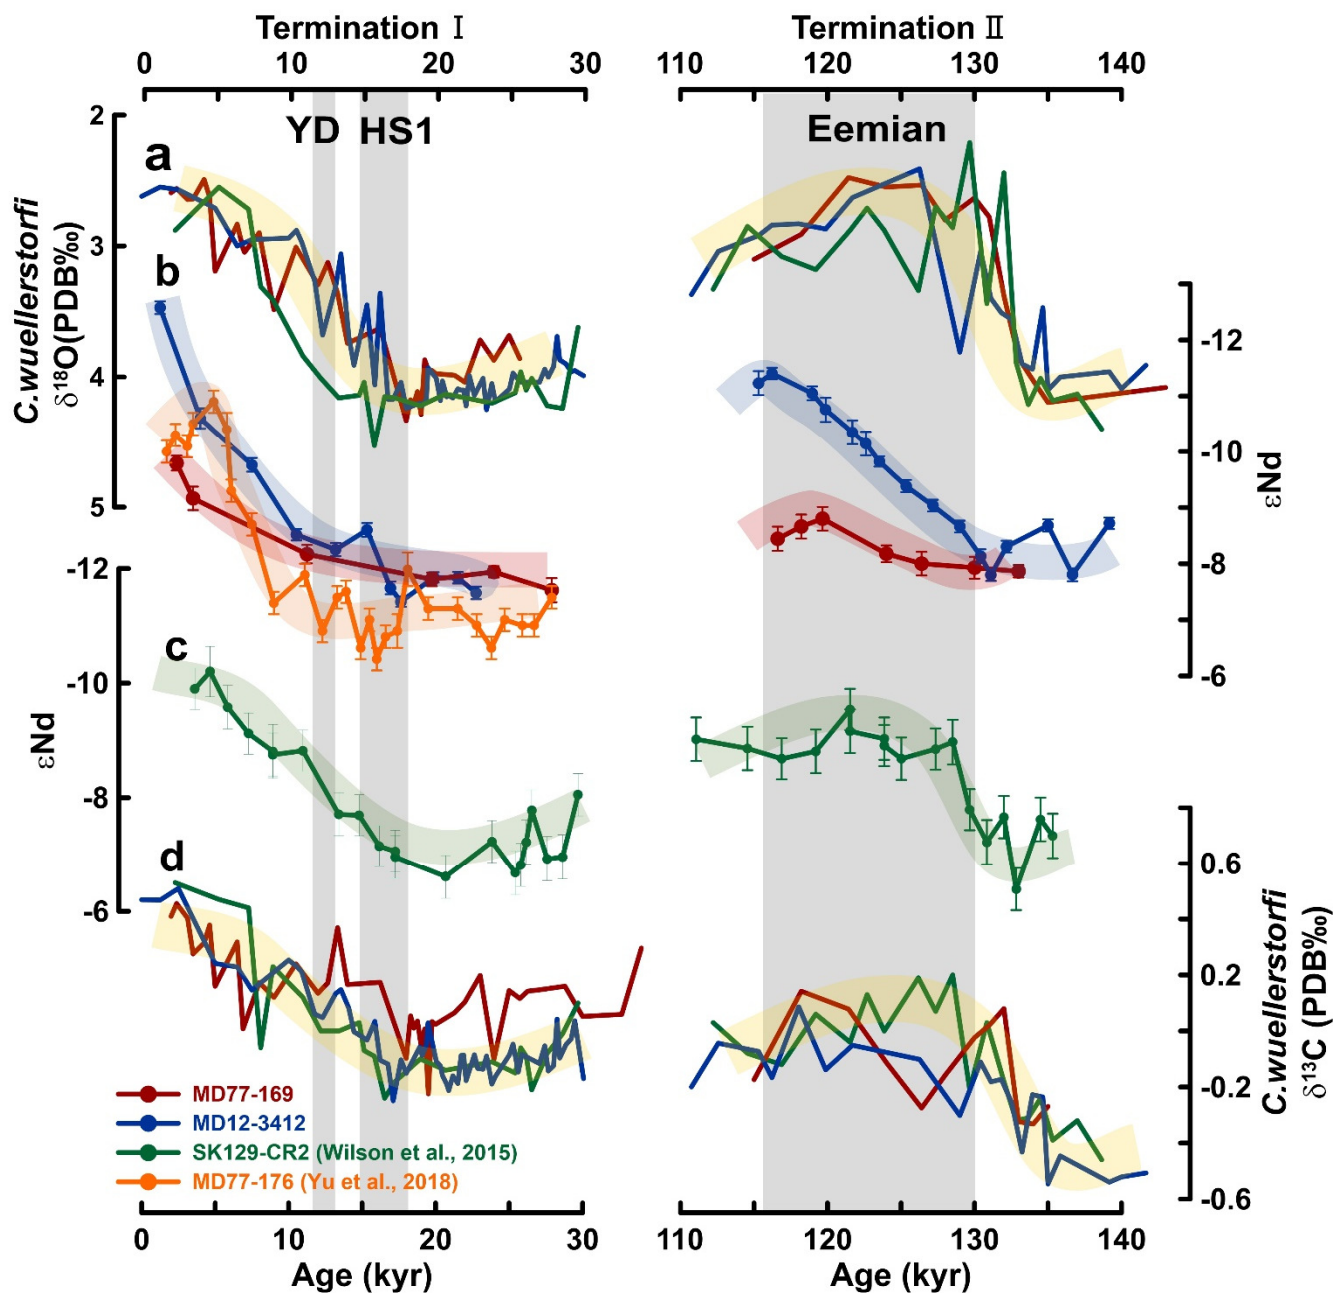 Termination Ⅰ
Termination Ⅱ
0 10 20 30
110 120 130 140
YD HS1
Eemian
a
b
c
d
C.wuellerstorfi
δ¹⁸O(PDB‰)
2
3
4
5
εNd
-12
-10
-8
-6
εNd
-12
-10
-8
-6
C.wuellerstorfi
δ¹³C (PDB‰)
0.6
0.2
-0.2
-0.6
MD77-169
MD12-3412
SK129-CR2 (Wilson et al., 2015)
MD77-176 (Yu et al., 2018)
0 10 20 30
110 120 130 140
Age (kyr)
Age (kyr)